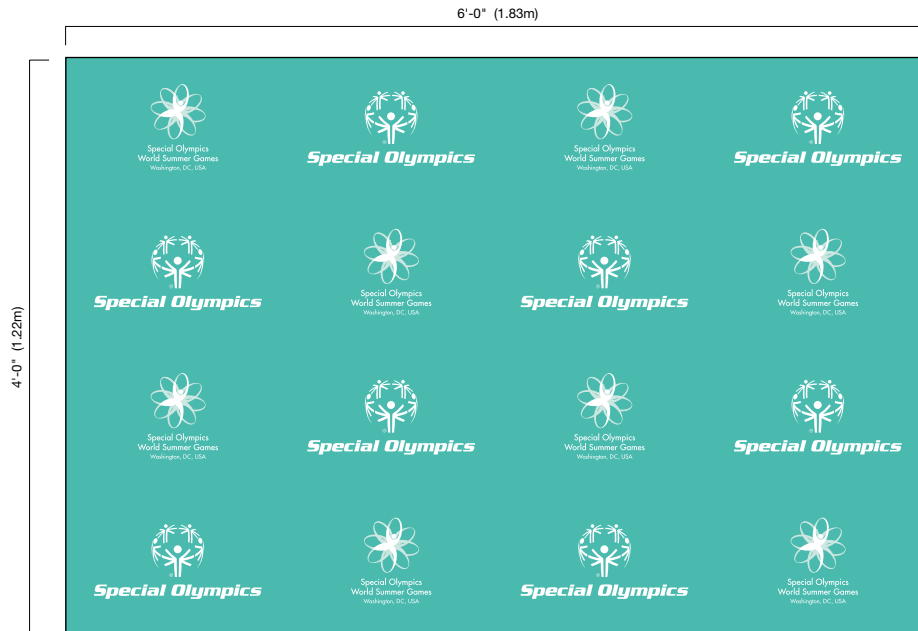 6'-0" (1.83m)
4'-0" (1.22m)
Special Olympics
World Summer Games
Washington, DC, USA
Special Olympics
Special Olympics
World Summer Games
Washington, DC, USA
Special Olympics
Special Olympics
Special Olympics
World Summer Games
Washington, DC, USA
Special Olympics
Special Olympics
World Summer Games
Washington, DC, USA
Special Olympics
World Summer Games
Washington, DC, USA
Special Olympics
Special Olympics
World Summer Games
Washington, DC, USA
Special Olympics
Special Olympics
Special Olympics
World Summer Games
Washington, DC, USA
Special Olympics
Special Olympics
World Summer Games
Washington, DC, USA